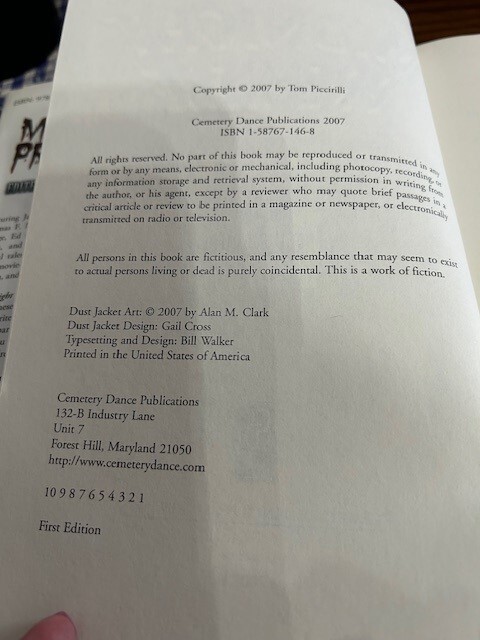 Copyright © 2007 by Tom Piccirilli
Cemetery Dance Publications 2007
ISBN 1-58767-146-8
All rights reserved. No part of this book may be reproduced or transmitted in any
form or by any means, electronic or mechanical, including photocopy, recording, or
any information storage and retrieval system, without permission in writing from
the author, or his agent, except by a reviewer who may quote brief passages in a
critical article or review to be printed in a magazine or newspaper, or electronically
transmitted on radio or television.
All persons in this book are fictitious, and any resemblance that may seem to exist
to actual persons living or dead is purely coincidental. This is a work of fiction.
Dust Jacket Art: © 2007 by Alan M. Clark
Dust Jacket Design: Gail Cross
Typesetting and Design: Bill Walker
Printed in the United States of America
Cemetery Dance Publications
132-B Industry Lane
Unit 7
Forest Hill, Maryland 21050
http://www.cemeterydance.com
10 9 8 7 6 5 4 3 2 1
First Edition